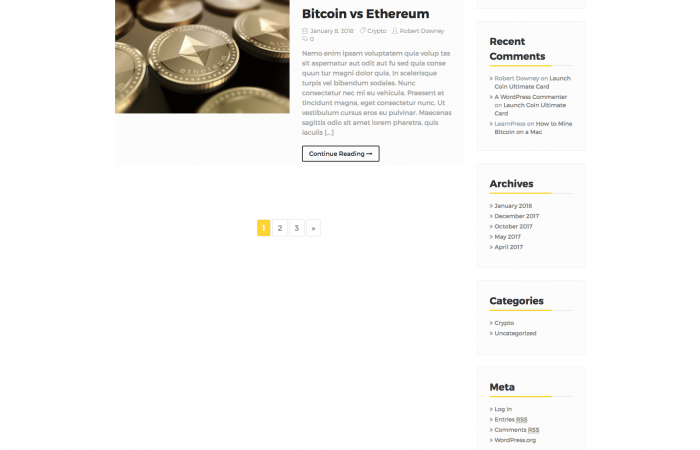 ethereum
Bitcoin vs Ethereum
January 8, 2018 Crypto Robert Downey
0
Nemo enim ipsam voluptatem quia volup tas
sit aspernatur aut odit aut fu sed quia conse
quun tur magni dolor quia. In scelerisque
turpis vel bibendum sodales. Nunc
consectetur nec mi eu vehicula. Praesent et
tincidunt magna, eget consectetur nunc. Ut
vestibulum cursus eros eu pulvinar. Maecenas
sagittis odio sit amet lorem pharetra, quis
iaculis [...]
Continue Reading →
1 2 3 »
Recent
Comments
» Robert Downey on Launch
Coin Ultimate Card
» A WordPress Commenter
on Launch Coin Ultimate
Card
» LearnPress on How to Mine
Bitcoin on a Mac
Archives
» January 2018
» December 2017
» October 2017
» May 2017
» April 2017
Categories
» Crypto
» Uncategorized
Meta
» Log in
» Entries RSS
» Comments RSS
» WordPress.org